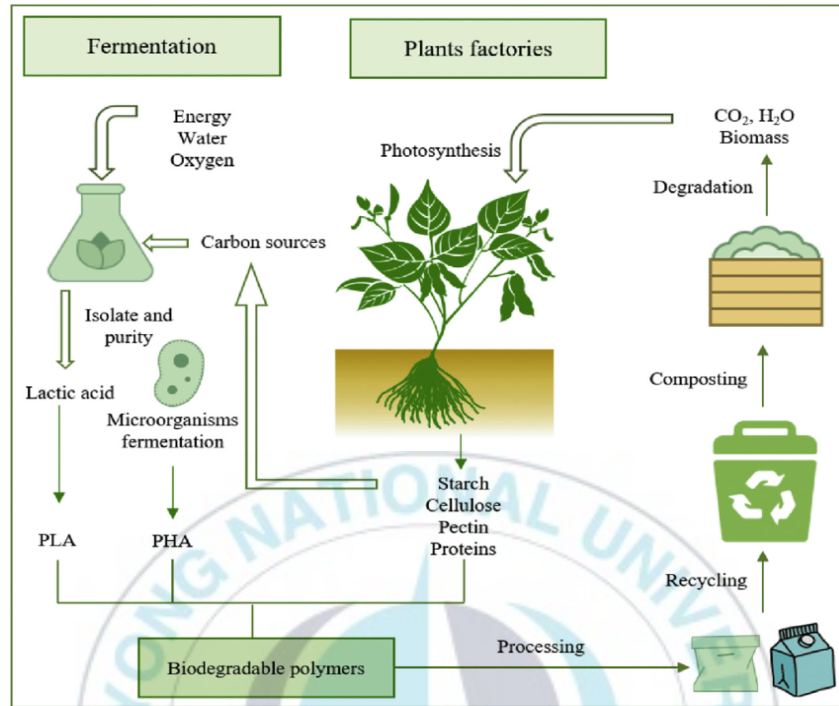 Fermentation
Plants factories
Energy
Water
Oxygen
Carbon sources
Isolate and
purity
Lactic acid
Microorganisms
fermentation
PLA
PHA
Photosynthesis
Starch
Cellulose
Pectin
Proteins
CO₂, H₂O
Biomass
Degradation
Composting
Recycling
Processing
Biodegradable polymers
NATIONAL